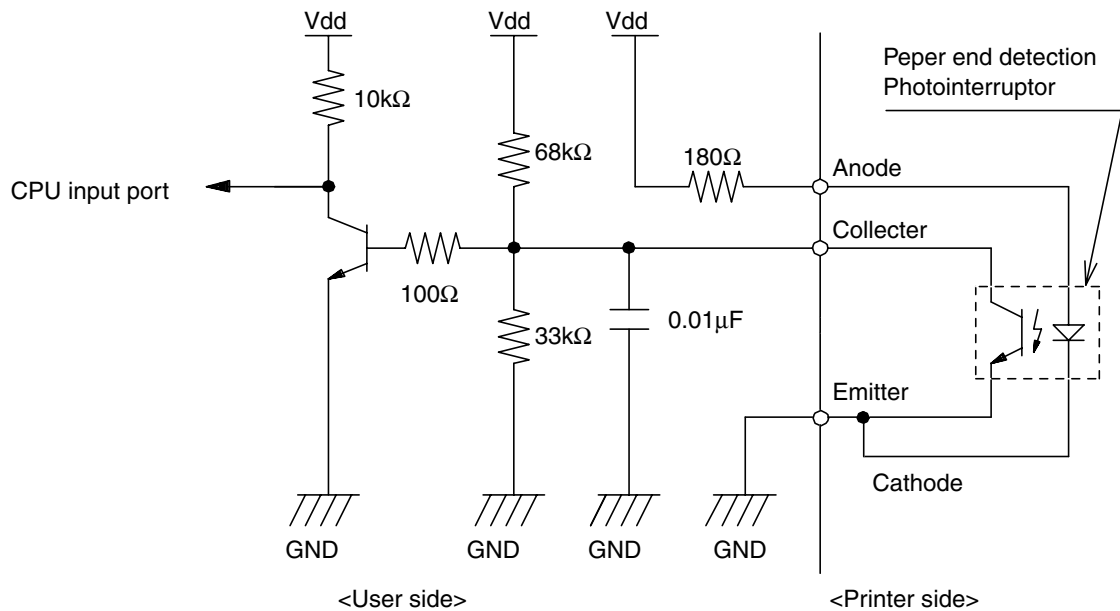 Vdd
Vdd
Vdd
Peper end detection
Photointerruptor
10kΩ
68kΩ
180Ω
Anode
CPU input port
Collecter
100Ω
0.01μF
33kΩ
Emitter
Cathode
GND
GND
GND
GND
<User side>
<Printer side>